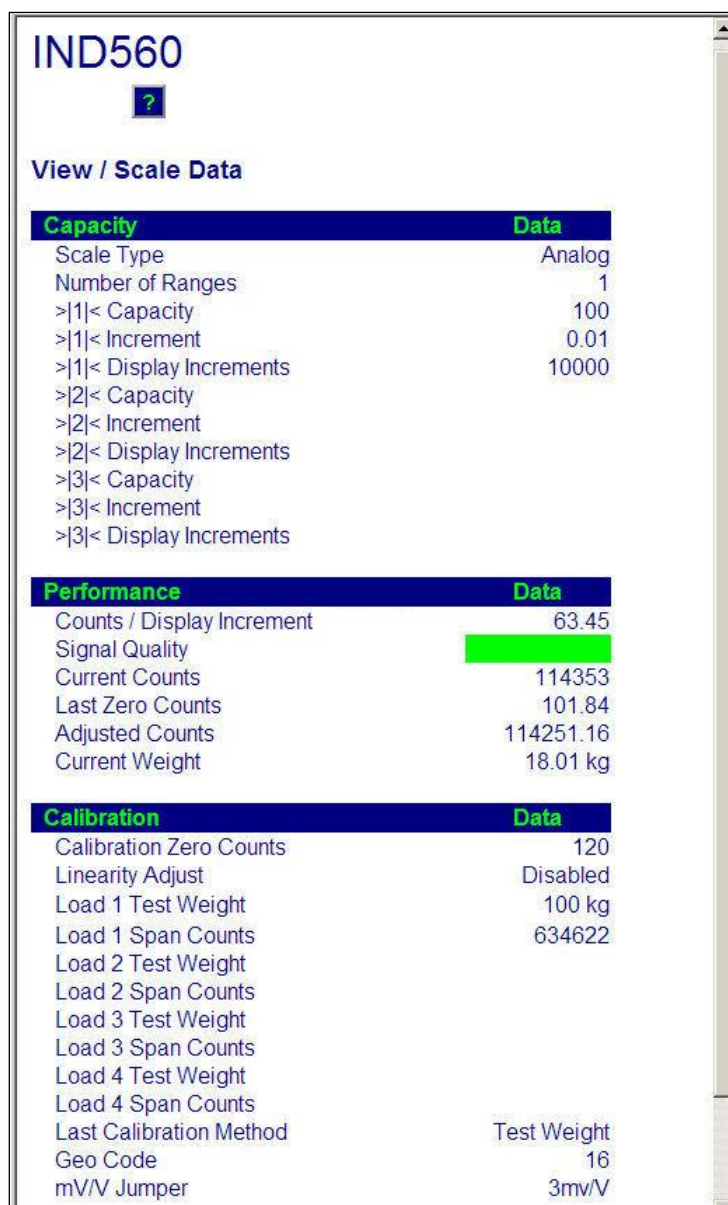 IND560
?
View / Scale Data
Capacity Data
Scale Type Analog
Number of Ranges 1
>|1|< Capacity 100
>|1|< Increment 0.01
>|1|< Display Increments 10000
>|2|< Capacity
>|2|< Increment
>|2|< Display Increments
>|3|< Capacity
>|3|< Increment
>|3|< Display Increments
Performance Data
Counts / Display Increment 63.45
Signal Quality
Current Counts 114353
Last Zero Counts 101.84
Adjusted Counts 114251.16
Current Weight 18.01 kg
Calibration Data
Calibration Zero Counts 120
Linearity Adjust Disabled
Load 1 Test Weight 100 kg
Load 1 Span Counts 634622
Load 2 Test Weight
Load 2 Span Counts
Load 3 Test Weight
Load 3 Span Counts
Load 4 Test Weight
Load 4 Span Counts
Last Calibration Method Test Weight
Geo Code 16
mV/V Jumper 3mv/V